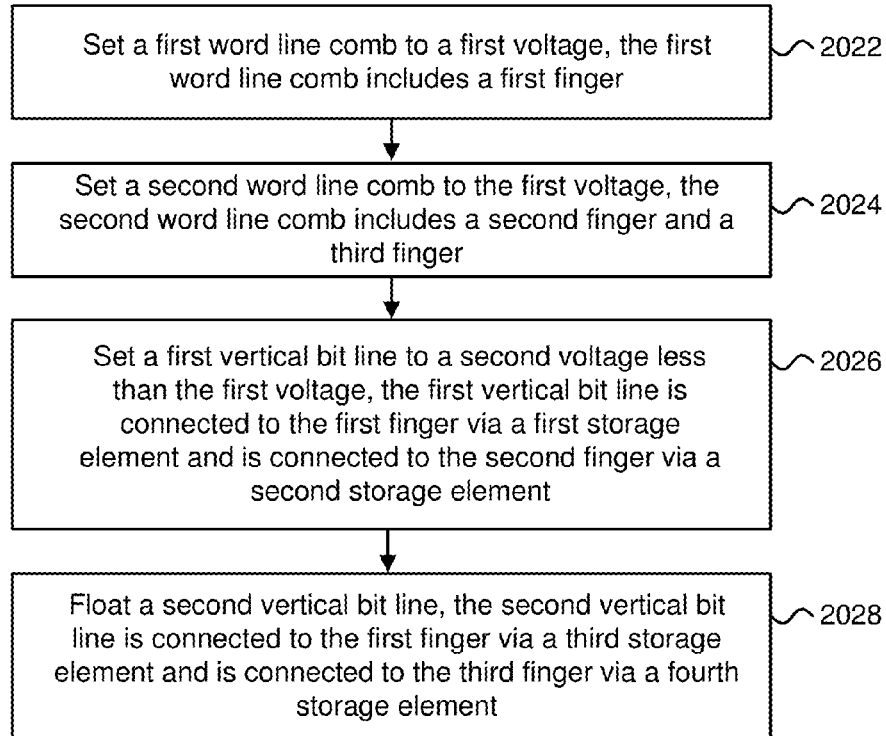 Set a first word line comb to a first voltage, the first
word line comb includes a first finger
2022
Set a second word line comb to the first voltage, the
second word line comb includes a second finger and a
third finger
2024
Set a first vertical bit line to a second voltage less
than the first voltage, the first vertical bit line is
connected to the first finger via a first storage
element and is connected to the second finger via a
second storage element
2026
Float a second vertical bit line, the second vertical bit
line is connected to the first finger via a third storage
element and is connected to the third finger via a fourth
storage element
2028